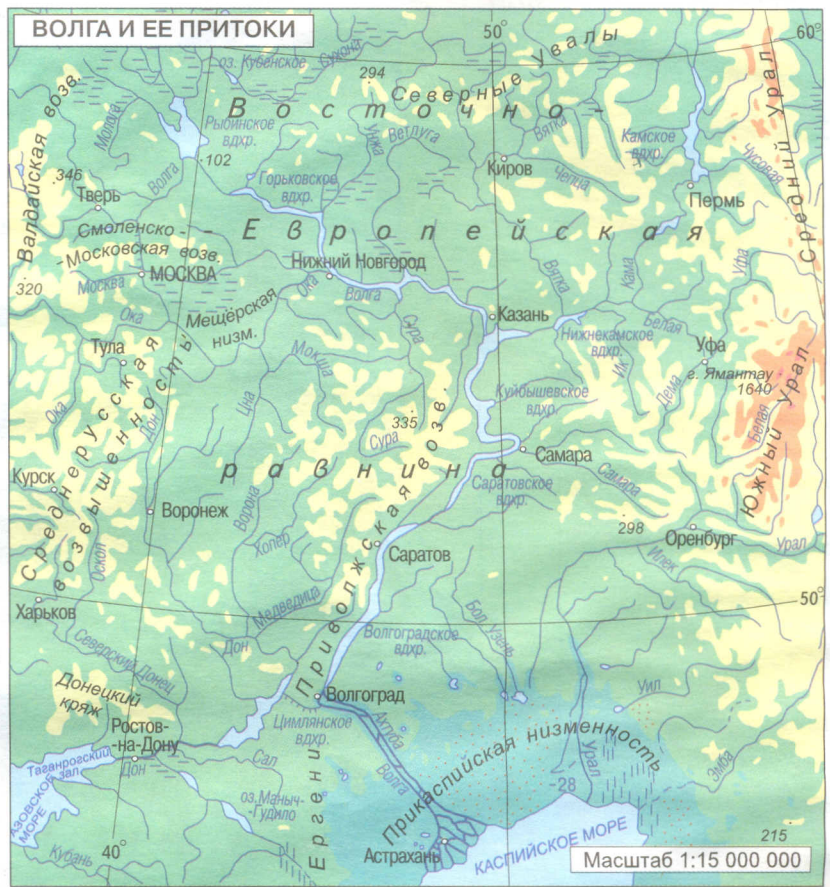 ВОЛГА И ЕЕ ПРИТОКИ
50°
60°
оз. Кубенское
Сухона
294
Северные Увалы
Средний Урал
Валдайская возв.
Молога
Рыбинское
вдхр.
Восточно-
Унжа
Ветлуга
Вятка
Камское
вдхр.
Чусовая
102
346
Волга
Тверь
Горьковское
вдхр.
Киров
Чепца
Пермь
Смоленско-
-Московская возв.
-Европейская
Москва
МОСКВА
Нижний Новгород
Ока
Волга
Вятка
Кама
Уфа
320
Ока
Мещёрская
низм.
Сура
Казань
Нижнекамское
вдхр.
Белая
Тула
Мокша
Ик
Уфа
Дема
г. Ямантау
1640
Ока
Среднерусская
возвышенность
Дон
Цна
335
Сура
Куйбышевское
вдхр.
Белая
Южный Урал
равнина
Самара
Самара
Курск
Саратовское
вдхр.
Воронеж
Ворона
Приволжская возв.
298
Оренбург
Урал
Оскол
Хопер
Саратов
Илек
Харьков
Медведица
50°
Северский Донец
Дон
Волгоградское
вдхр.
Бол. Узень
Донецкий
кряж
Волгоград
Уил
Ростов-
-на-Дону
Цимлянское
вдхр.
Ахтуба
Прикаспийская низменность
Таганрогский
зал.
Дон
Сал
Волга
Урал
Эмба
АЗОВСКОЕ
МОРЕ
оз. Маныч-
-Гудило
Ергени
-28
Кубань
40°
Астрахань
КАСПИЙСКОЕ МОРЕ
215
Масштаб 1:15 000 000